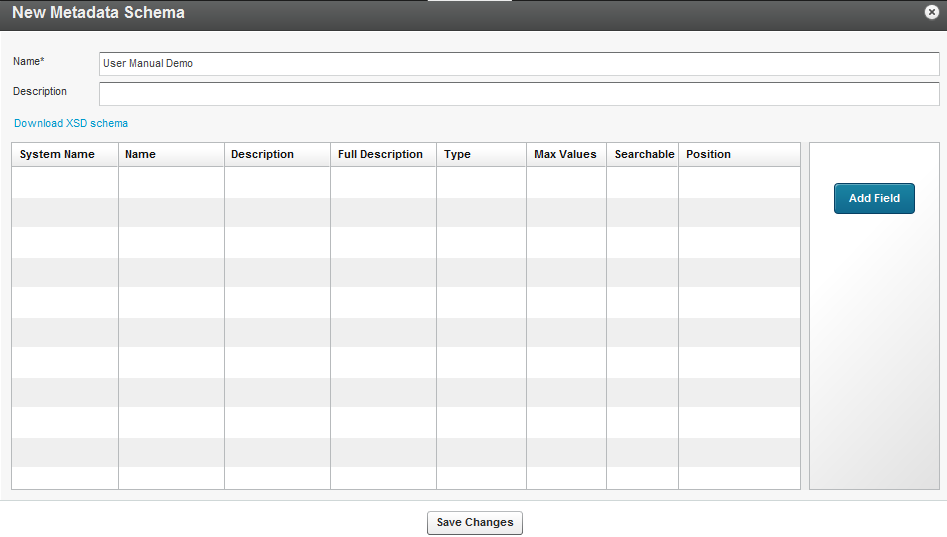 New Metadata Schema
Name*
User Manual Demo
Description
Download XSD schema
System Name Name Description Full Description Type Max Values Searchable Position
Add Field
Save Changes